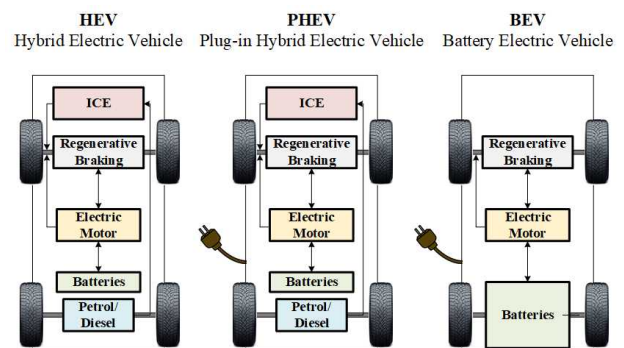 HEV
Hybrid Electric Vehicle
ICE
Regenerative
Braking
Electric
Motor
Batteries
Petrol/
Diesel
PHEV
Plug-in Hybrid Electric Vehicle
ICE
Regenerative
Braking
Electric
Motor
Batteries
Petrol/
Diesel
BEV
Battery Electric Vehicle
Regenerative
Braking
Electric
Motor
Batteries